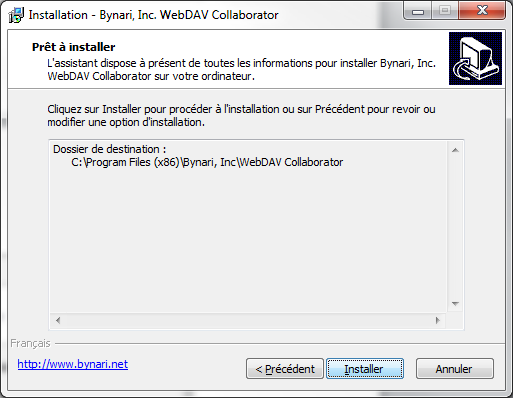 Installation - Bynari, Inc. WebDAV Collaborator
Prêt à installer
L'assistant dispose à présent de toutes les informations pour installer Bynari, Inc.
WebDAV Collaborator sur votre ordinateur.
Cliquez sur Installer pour procéder à l'installation ou sur Précédent pour revoir ou
modifier une option d'installation.
Dossier de destination :
C:\Program Files (x86)\Bynari, Inc\WebDAV Collaborator
Français
http://www.bynari.net
< Précédent
Installer
Annuler